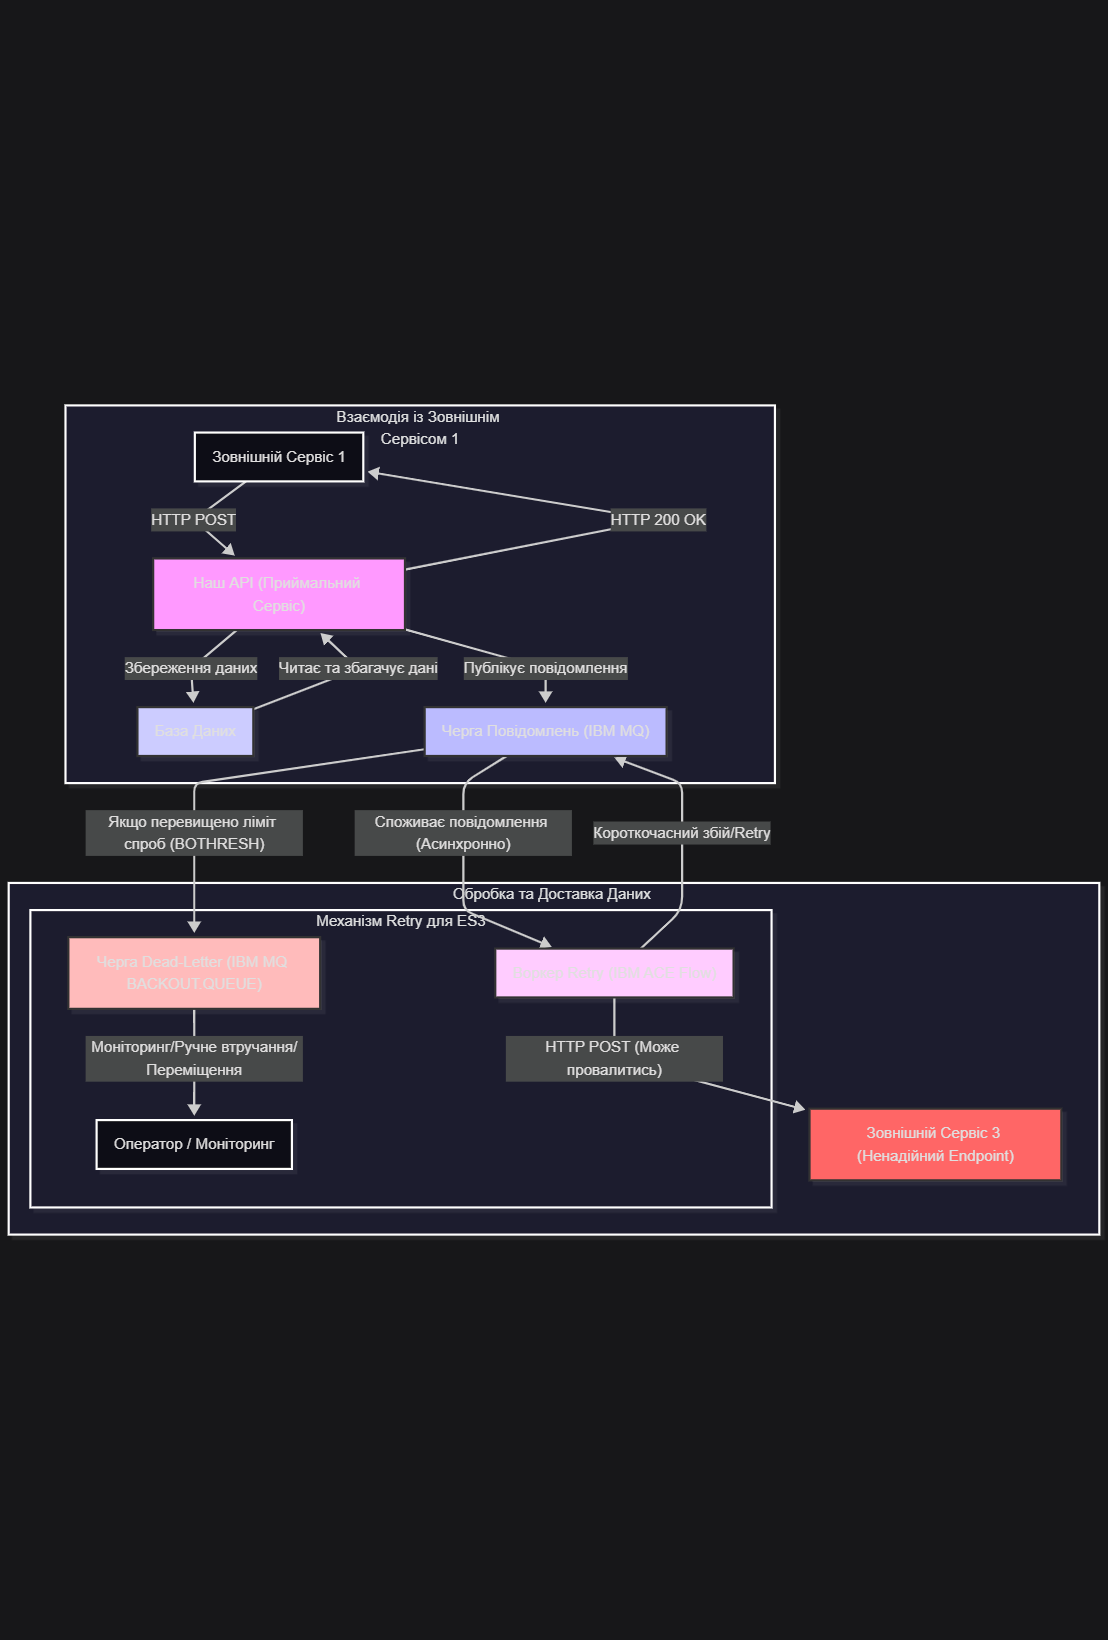 Взаємодія із Зовнішнім
Сервісом 1
Зовнішній Сервіс 1
HTTP POST
HTTP 200 OK
Наш API (Приймальний
Сервіс)
Збереження даних
Читає та збагачує дані
Публікує повідомлення
База Даних
Черга Повідомлень (IBM MQ)
Якщо перевищено ліміт
спроб (BOTHRESH)
Споживає повідомлення
(Асинхронно)
Короткочасний збій/Retry
Обробка та Доставка Даних
Механізм Retry для ES3
Черга Dead-Letter (IBM MQ
BACKOUT.QUEUE)
Моніторинг/Ручне втручання/
Переміщення
HTTP POST (Може
провалитись)
Оператор / Моніторинг
Зовнішній Сервіс 3
(Ненадійний Endpoint)